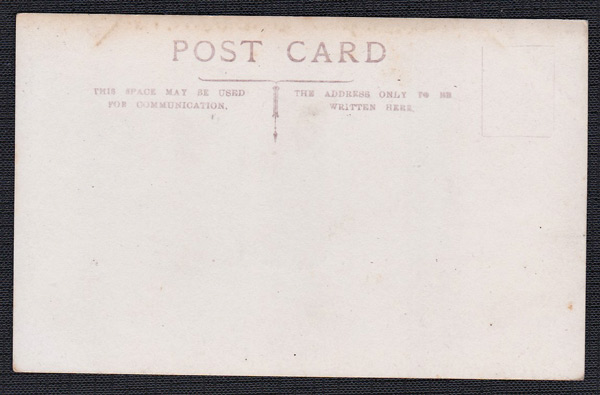 POST CARD
THIS SPACE MAY BE USED
FOR COMMUNICATION.
THE ADDRESS ONLY TO BE
WRITTEN HERE.